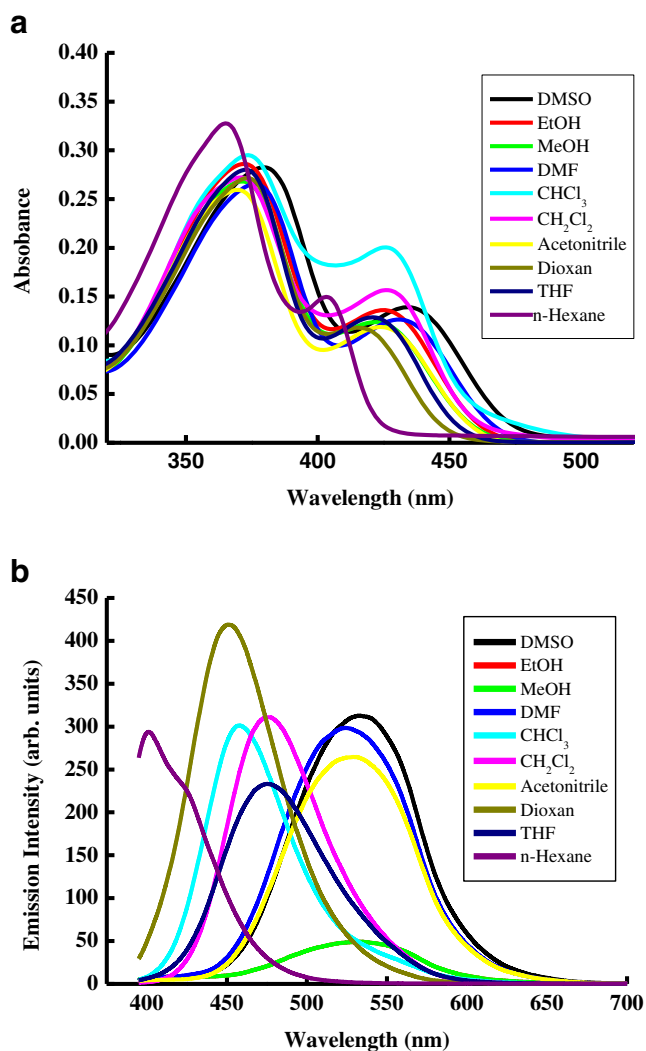 a
0.40
0.35
0.30
0.25
0.20
0.15
0.10
0.05
0.00
Absobance
350
400
450
500
Wavelength (nm)
DMSO
EtOH
MeOH
DMF
CHCl3
CH2Cl2
Acetonitrile
Dioxan
THF
n-Hexane
b
450
400
350
300
250
200
150
100
50
0
Emission Intensity (arb. units)
400
450
500
550
600
650
700
Wavelength (nm)
DMSO
EtOH
MeOH
DMF
CHCl3
CH2Cl2
Acetonitrile
Dioxan
THF
n-Hexane